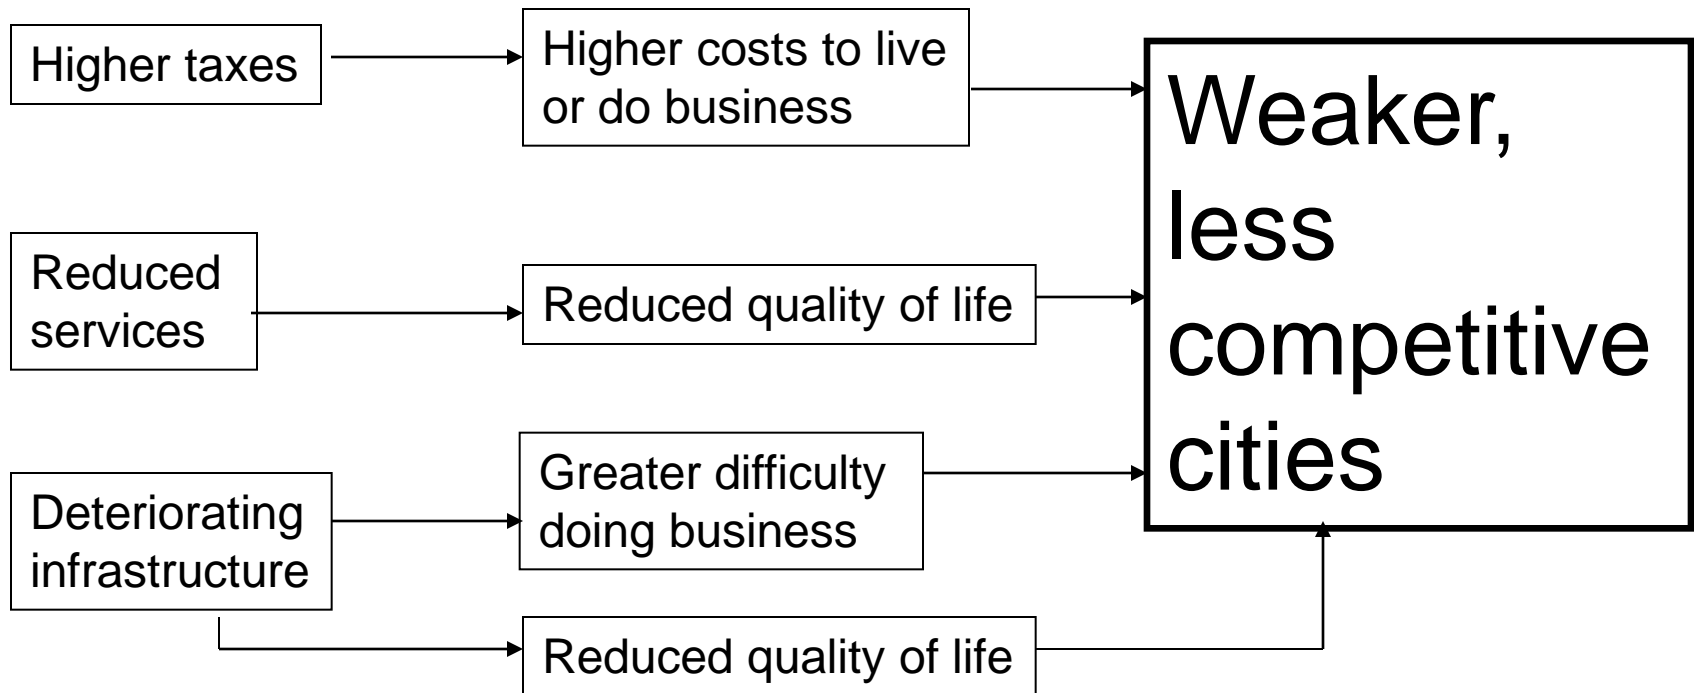 Higher taxes
Higher costs to live
or do business
Reduced
services
Reduced quality of life
Deteriorating
infrastructure
Greater difficulty
doing business
Reduced quality of life
Weaker,
less
competitive
cities